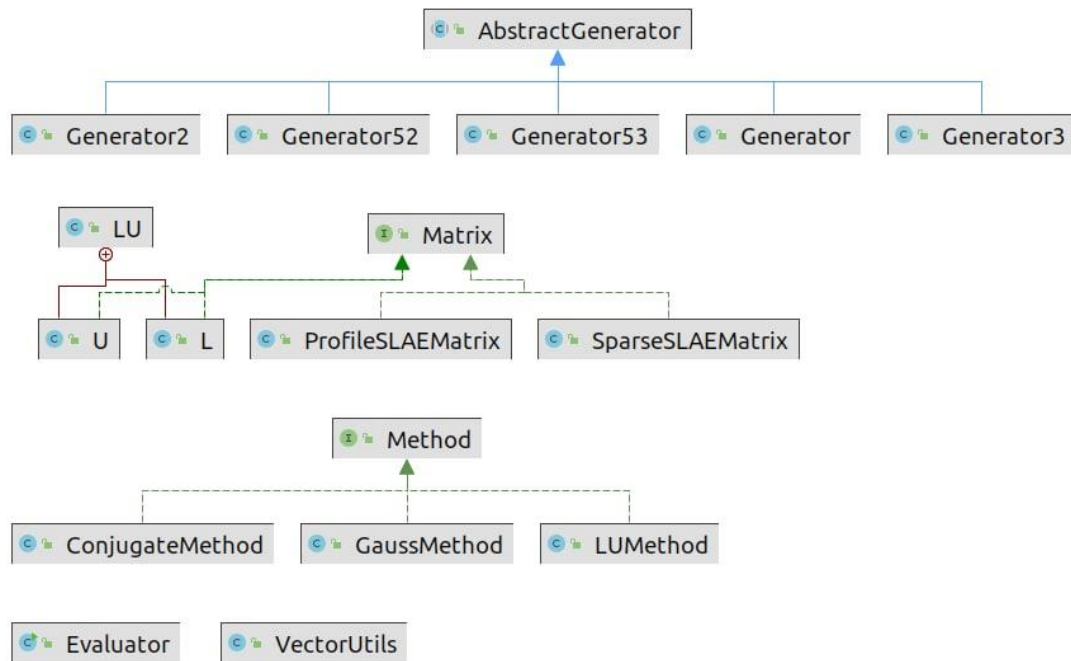 AbstractGenerator
Generator2 Generator52 Generator53 Generator Generator3
LU Matrix
U L ProfileSLAEMatrix SparseSLAEMatrix
Method
ConjugateMethod GaussMethod LUMethod
Evaluator VectorUtils